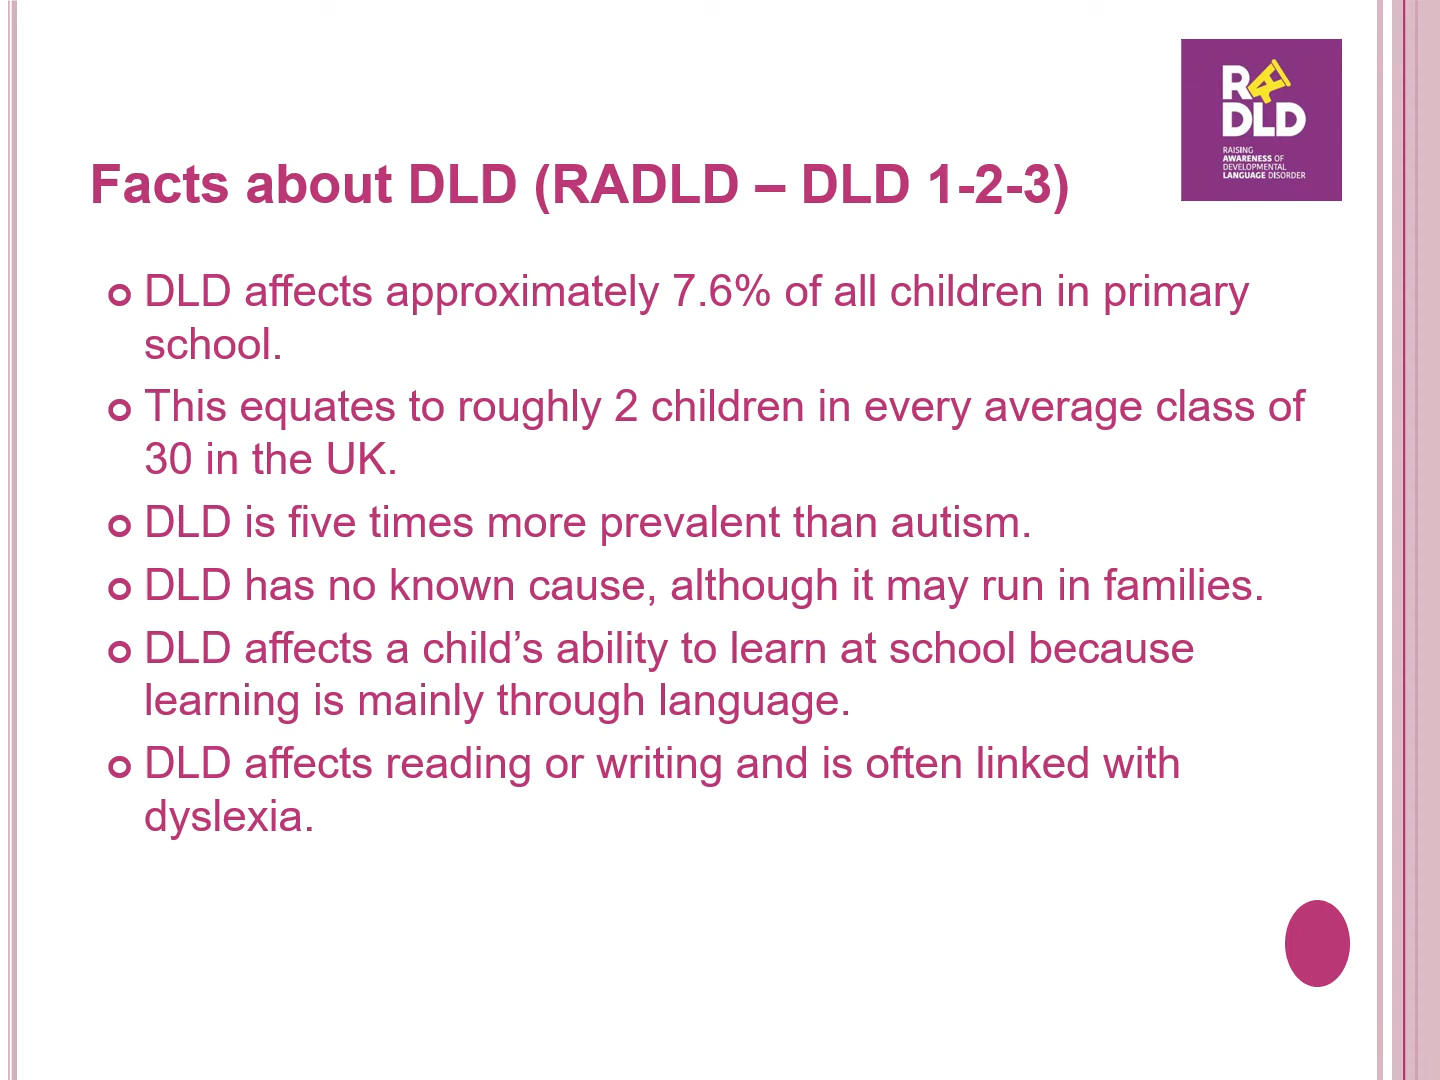 RADLD
RAISING
AWARENESS OF
DEVELOPMENTAL
LANGUAGE DISORDER
Facts about DLD (RADLD – DLD 1-2-3)
DLD affects approximately 7.6% of all children in primary
school.
This equates to roughly 2 children in every average class of
30 in the UK.
DLD is five times more prevalent than autism.
DLD has no known cause, although it may run in families.
DLD affects a child’s ability to learn at school because
learning is mainly through language.
DLD affects reading or writing and is often linked with
dyslexia.